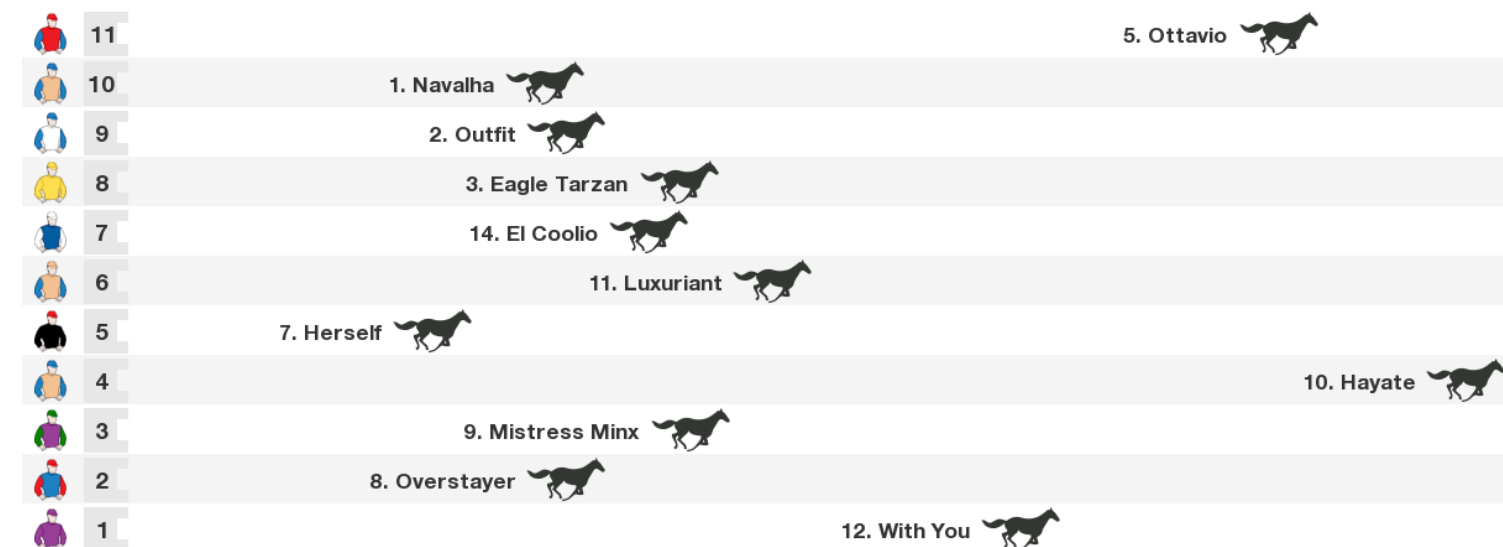 11 5. Ottavio
10 1. Navalha
9 2. Outfit
8 3. Eagle Tarzan
7 14. El Coolio
6 11. Luxuriant
5 7. Herself
4 10. Hayate
3 9. Mistress Minx
2 8. Overstayer
1 12. With You